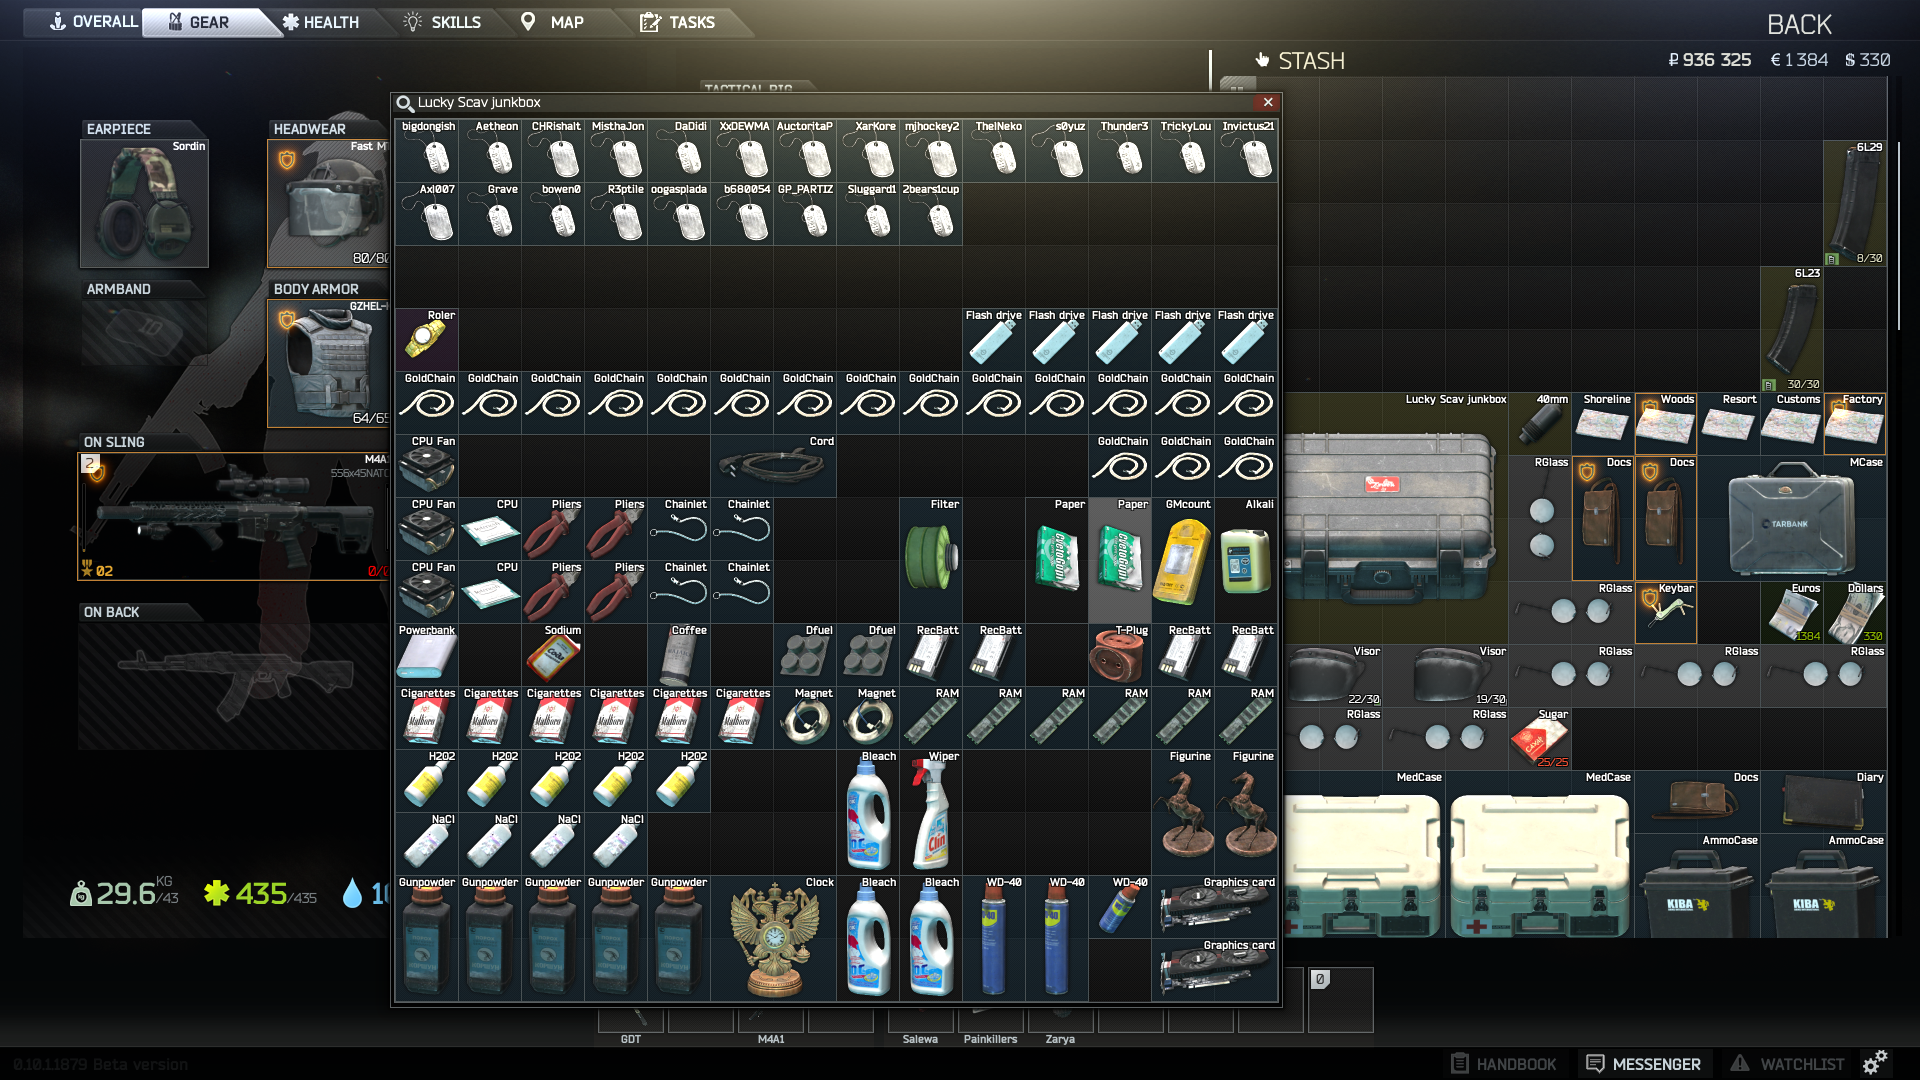 OVERALL GEAR HEALTH SKILLS MAP TASKS
BACK
STASH
₽ 936 325 € 1 384 $ 330
TACTICAL RIG
Lucky Scav junkbox
EARPIECE
Sordin
HEADWEAR
Fast M
80/80
ARMBAND
BODY ARMOR
GZHEL-
64/65
ON SLING
2
M4A
556x45NATO
02
0/0
ON BACK
29.6 KG /43
435 /435
10
bigdongish Aetheon CHRishalt MisthaJon DaDidi XxDEWMA AuctoritaP XarKore mjhockey2 TheINeko s0yuz Thunder3 TrickyLou Invictus21
Axl007 Grave bowen0 R3ptile oogasplada b680054 GP_PARTIZ Sluggard1 2bears1cup
Roler Flash drive Flash drive Flash drive Flash drive Flash drive
GoldChain GoldChain GoldChain GoldChain GoldChain GoldChain GoldChain GoldChain GoldChain GoldChain GoldChain GoldChain GoldChain GoldChain
CPU Fan Cord GoldChain GoldChain GoldChain
CPU Fan CPU Pliers Pliers Chainlet Chainlet Filter Paper Paper GMcount Alkali
CPU Fan CPU Pliers Pliers Chainlet Chainlet
Powerbank Sodium Coffee Dfuel Dfuel RecBatt RecBatt T-Plug RecBatt RecBatt
Cigarettes Cigarettes Cigarettes Cigarettes Cigarettes Cigarettes Magnet Magnet RAM RAM RAM RAM RAM RAM
H2O2 H2O2 H2O2 H2O2 H2O2 Bleach Wiper Figurine Figurine
Clin
NaCl NaCl NaCl NaCl
Gunpowder Gunpowder Gunpowder Gunpowder Gunpowder Clock Bleach Bleach WD-40 WD-40 WD-40 Graphics card
Graphics card
6L29
8/30
6L23
30/30
Lucky Scav junkbox 40mm Shoreline Woods Resort Customs Factory
RGlass Docs Docs MCase
TARBANK
RGlass Keybar Euros Dollars
1384 330
Visor Visor RGlass RGlass RGlass
22/30 19/30
RGlass RGlass Sugar
25/25
MedCase MedCase Docs Diary
AmmoCase AmmoCase
KIBA KIBA
0
GDT M4A1 Salewa Painkillers Zarya
0.10.1.1879 Beta version
HANDBOOK MESSENGER WATCHLIST